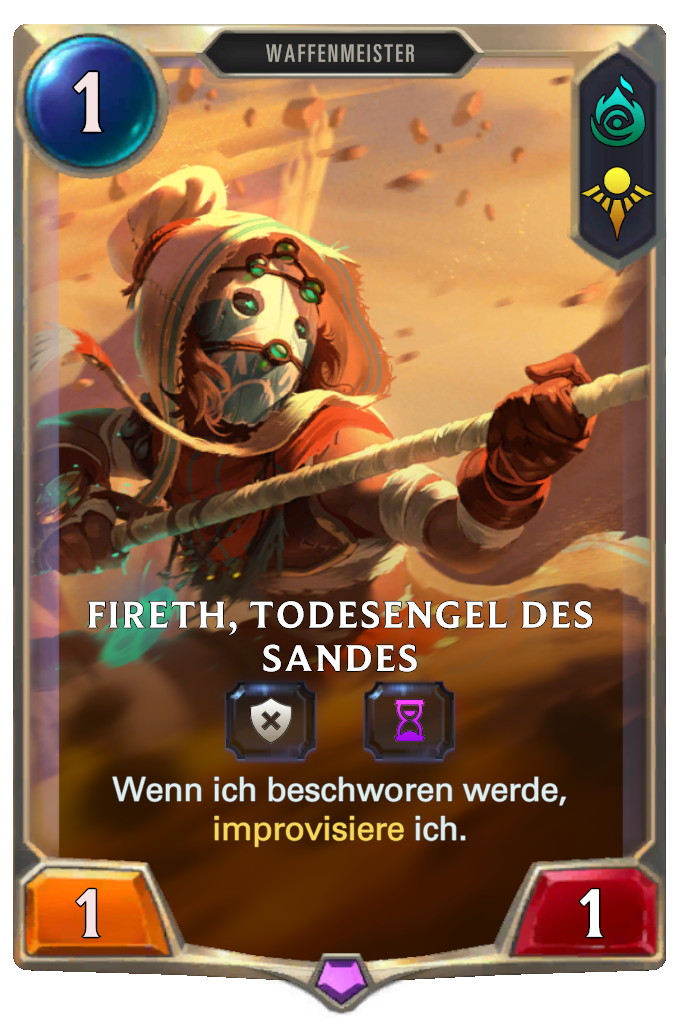 WAFFENMEISTER
1
FIRETH, TODESENGEL DES
SANDES
Wenn ich beschworen werde,
improvisiere ich.
1 1